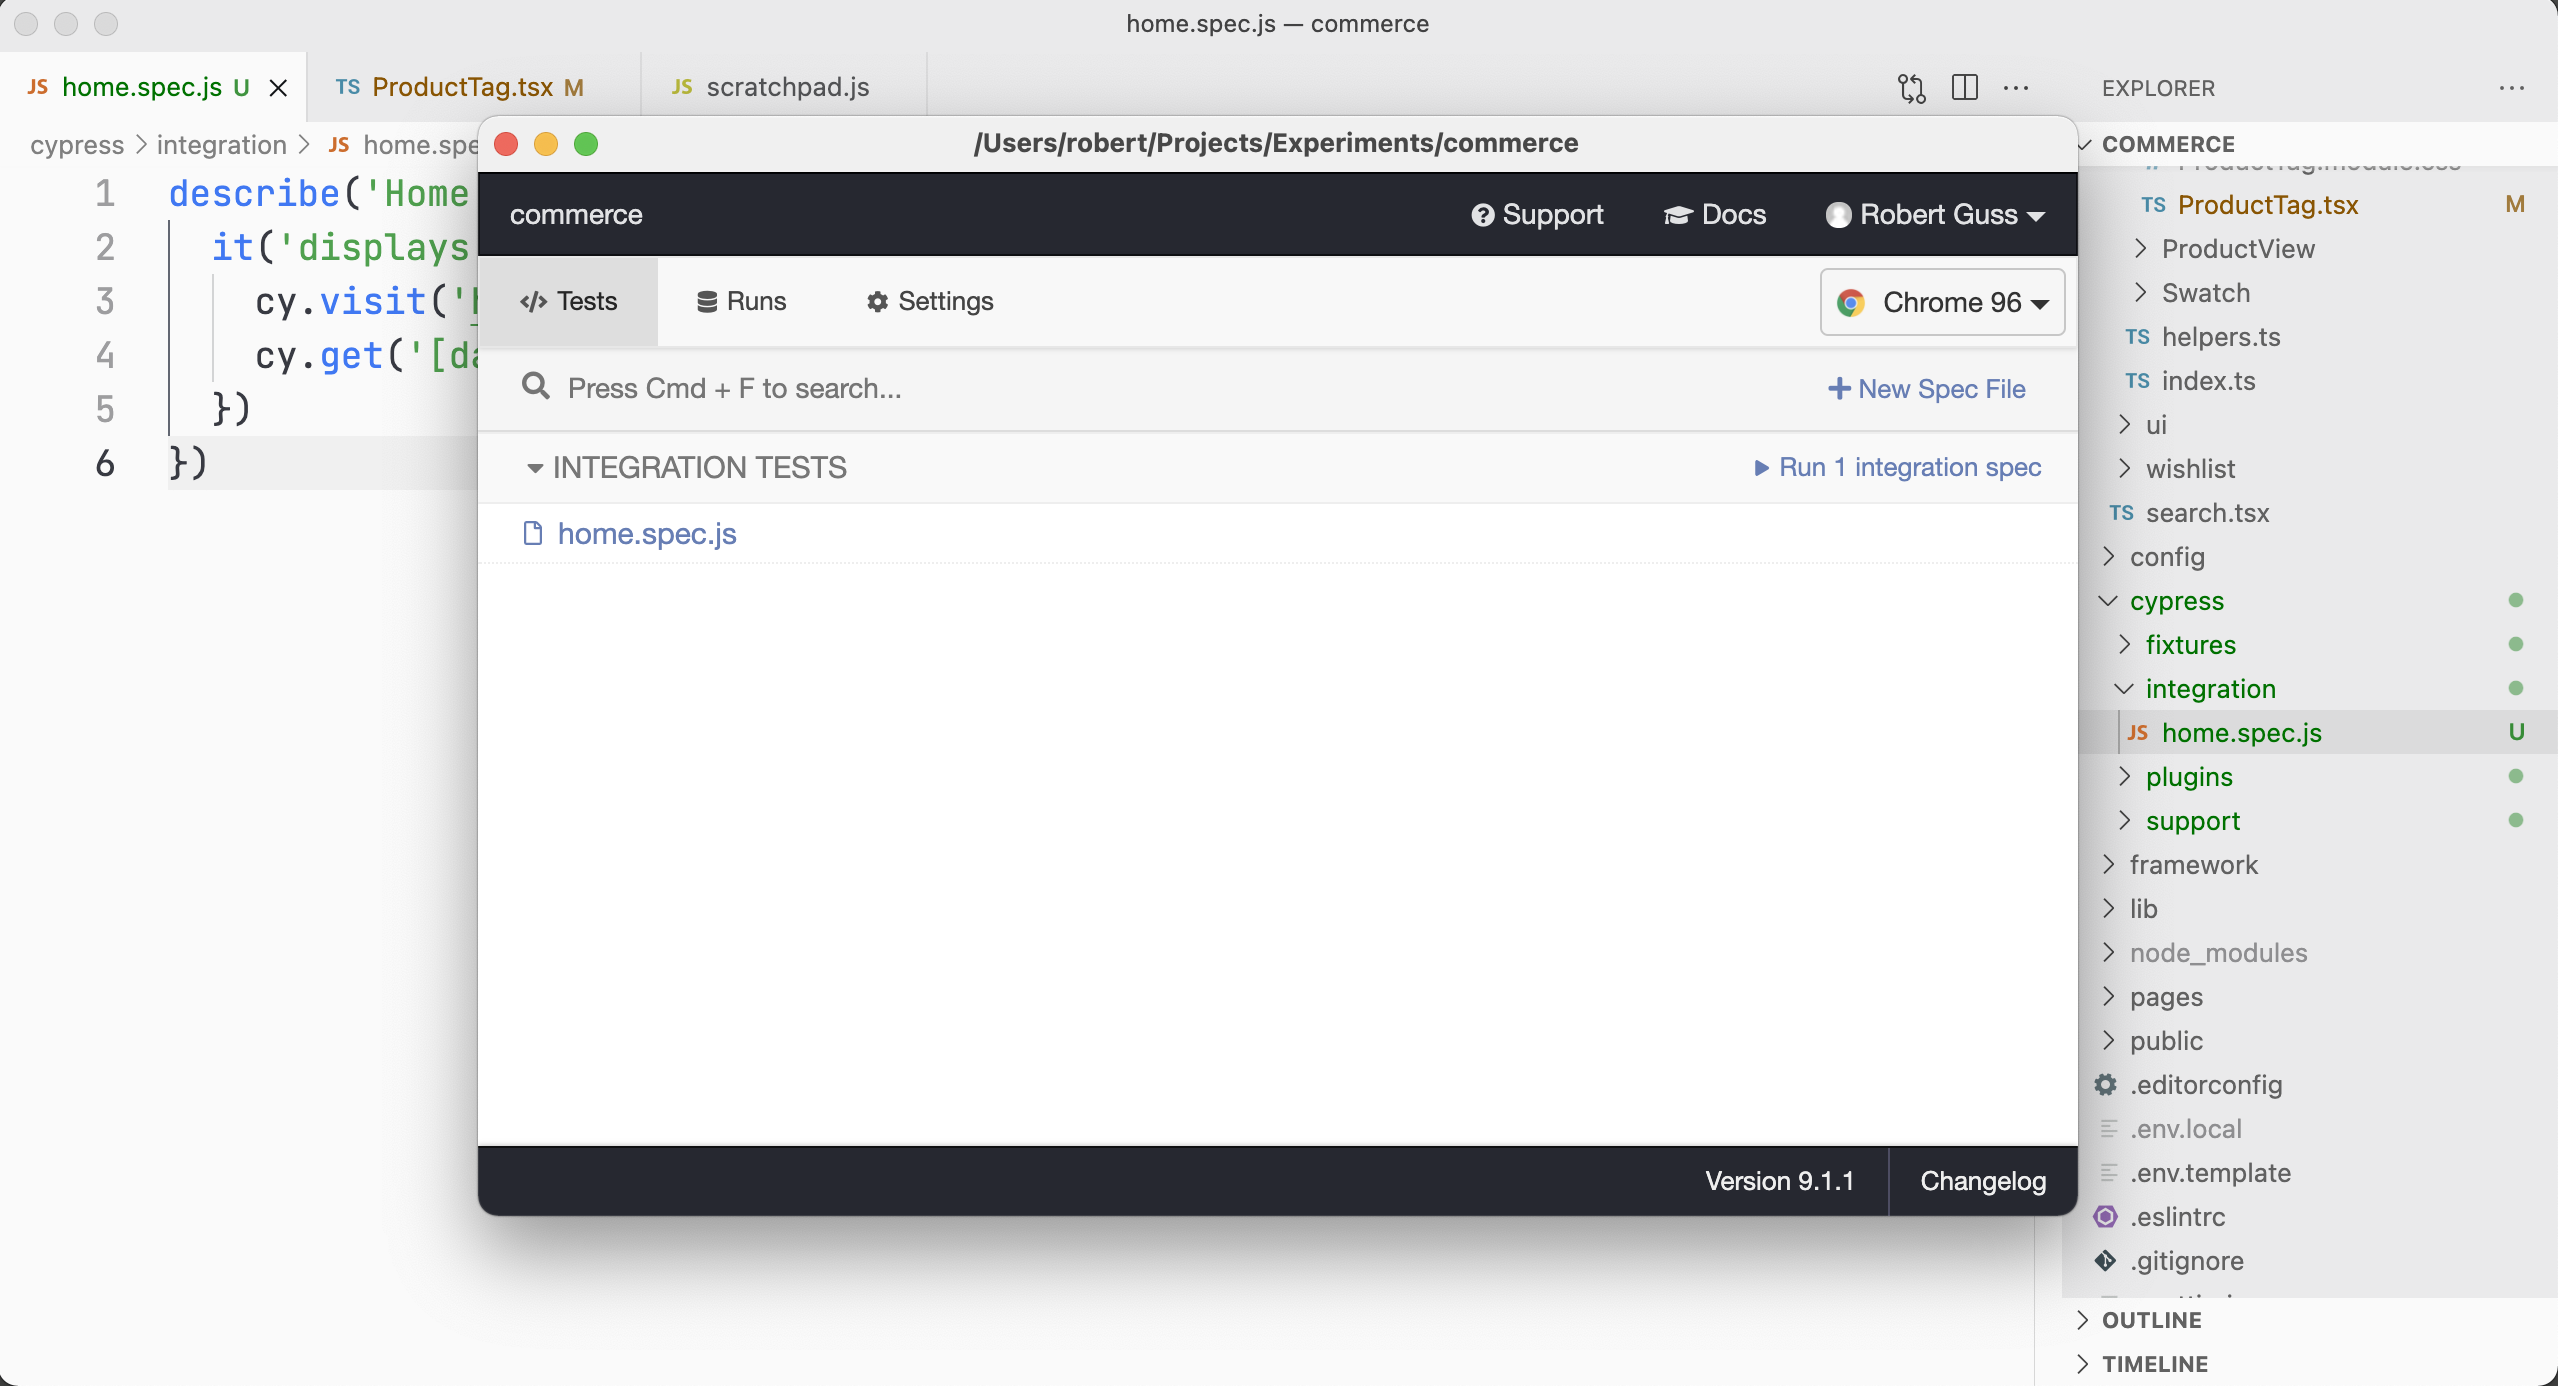 home.spec.js — commerce
JS home.spec.js U
TS ProductTag.tsx M
JS scratchpad.js
cypress > integration > JS
1 describe('Home
2 it('displays
3 cy.visit('
4 cy.get('[da
5 })
6 })
/Users/robert/Projects/Experiments/commerce
commerce
Support
Docs
Robert Guss
Tests
Runs
Settings
Chrome 96
Press Cmd + F to search...
New Spec File
INTEGRATION TESTS
Run 1 integration spec
home.spec.js
Version 9.1.1
Changelog
EXPLORER
COMMERCE
TS ProductTag.tsx M
ProductView
Swatch
TS helpers.ts
TS index.ts
ui
wishlist
TS search.tsx
config
cypress
fixtures
integration
JS home.spec.js U
plugins
support
framework
lib
node_modules
pages
public
.editorconfig
.env.local
.env.template
.eslintrc
.gitignore
OUTLINE
TIMELINE